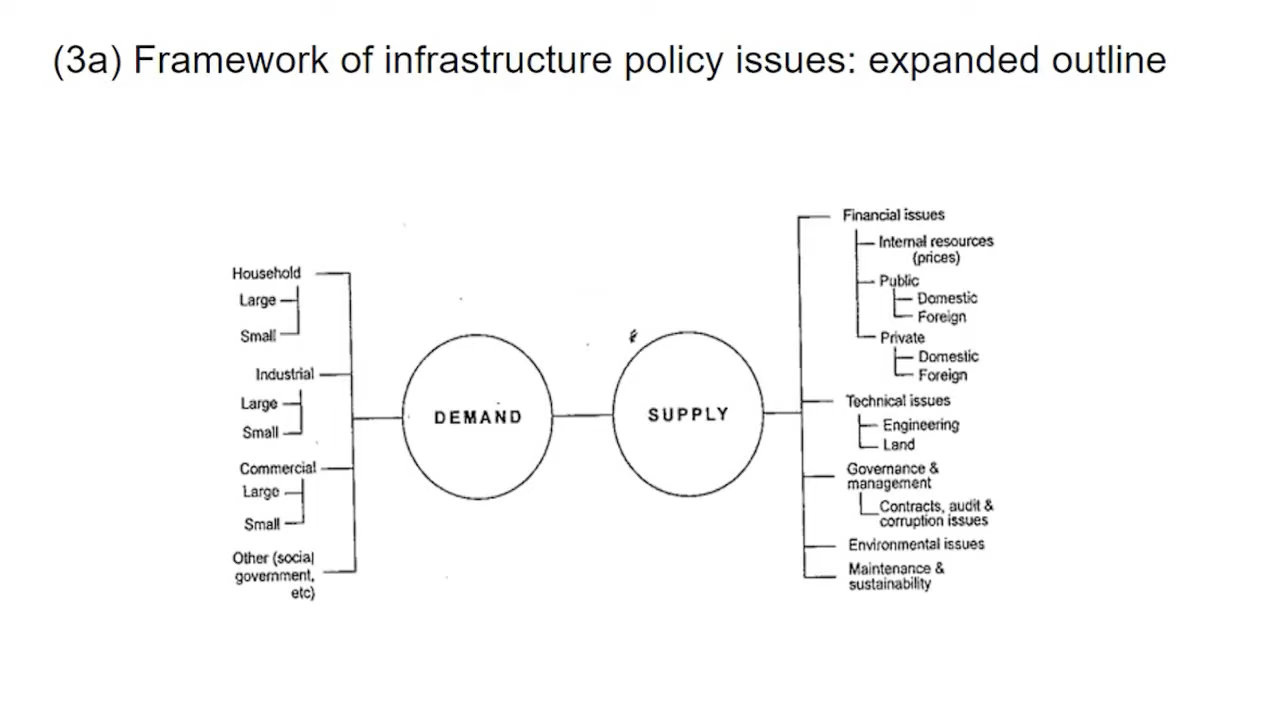 (3a) Framework of infrastructure policy issues: expanded outline
Household
Large
Small
Industrial
Large
Small
Commercial
Large
Small
Other (social
government,
etc)
DEMAND
SUPPLY
Financial issues
Internal resources
(prices)
Public
Domestic
Foreign
Private
Domestic
Foreign
Technical issues
Engineering
Land
Governance &
management
Contracts, audit &
corruption issues
Environmental issues
Maintenance &
sustainability